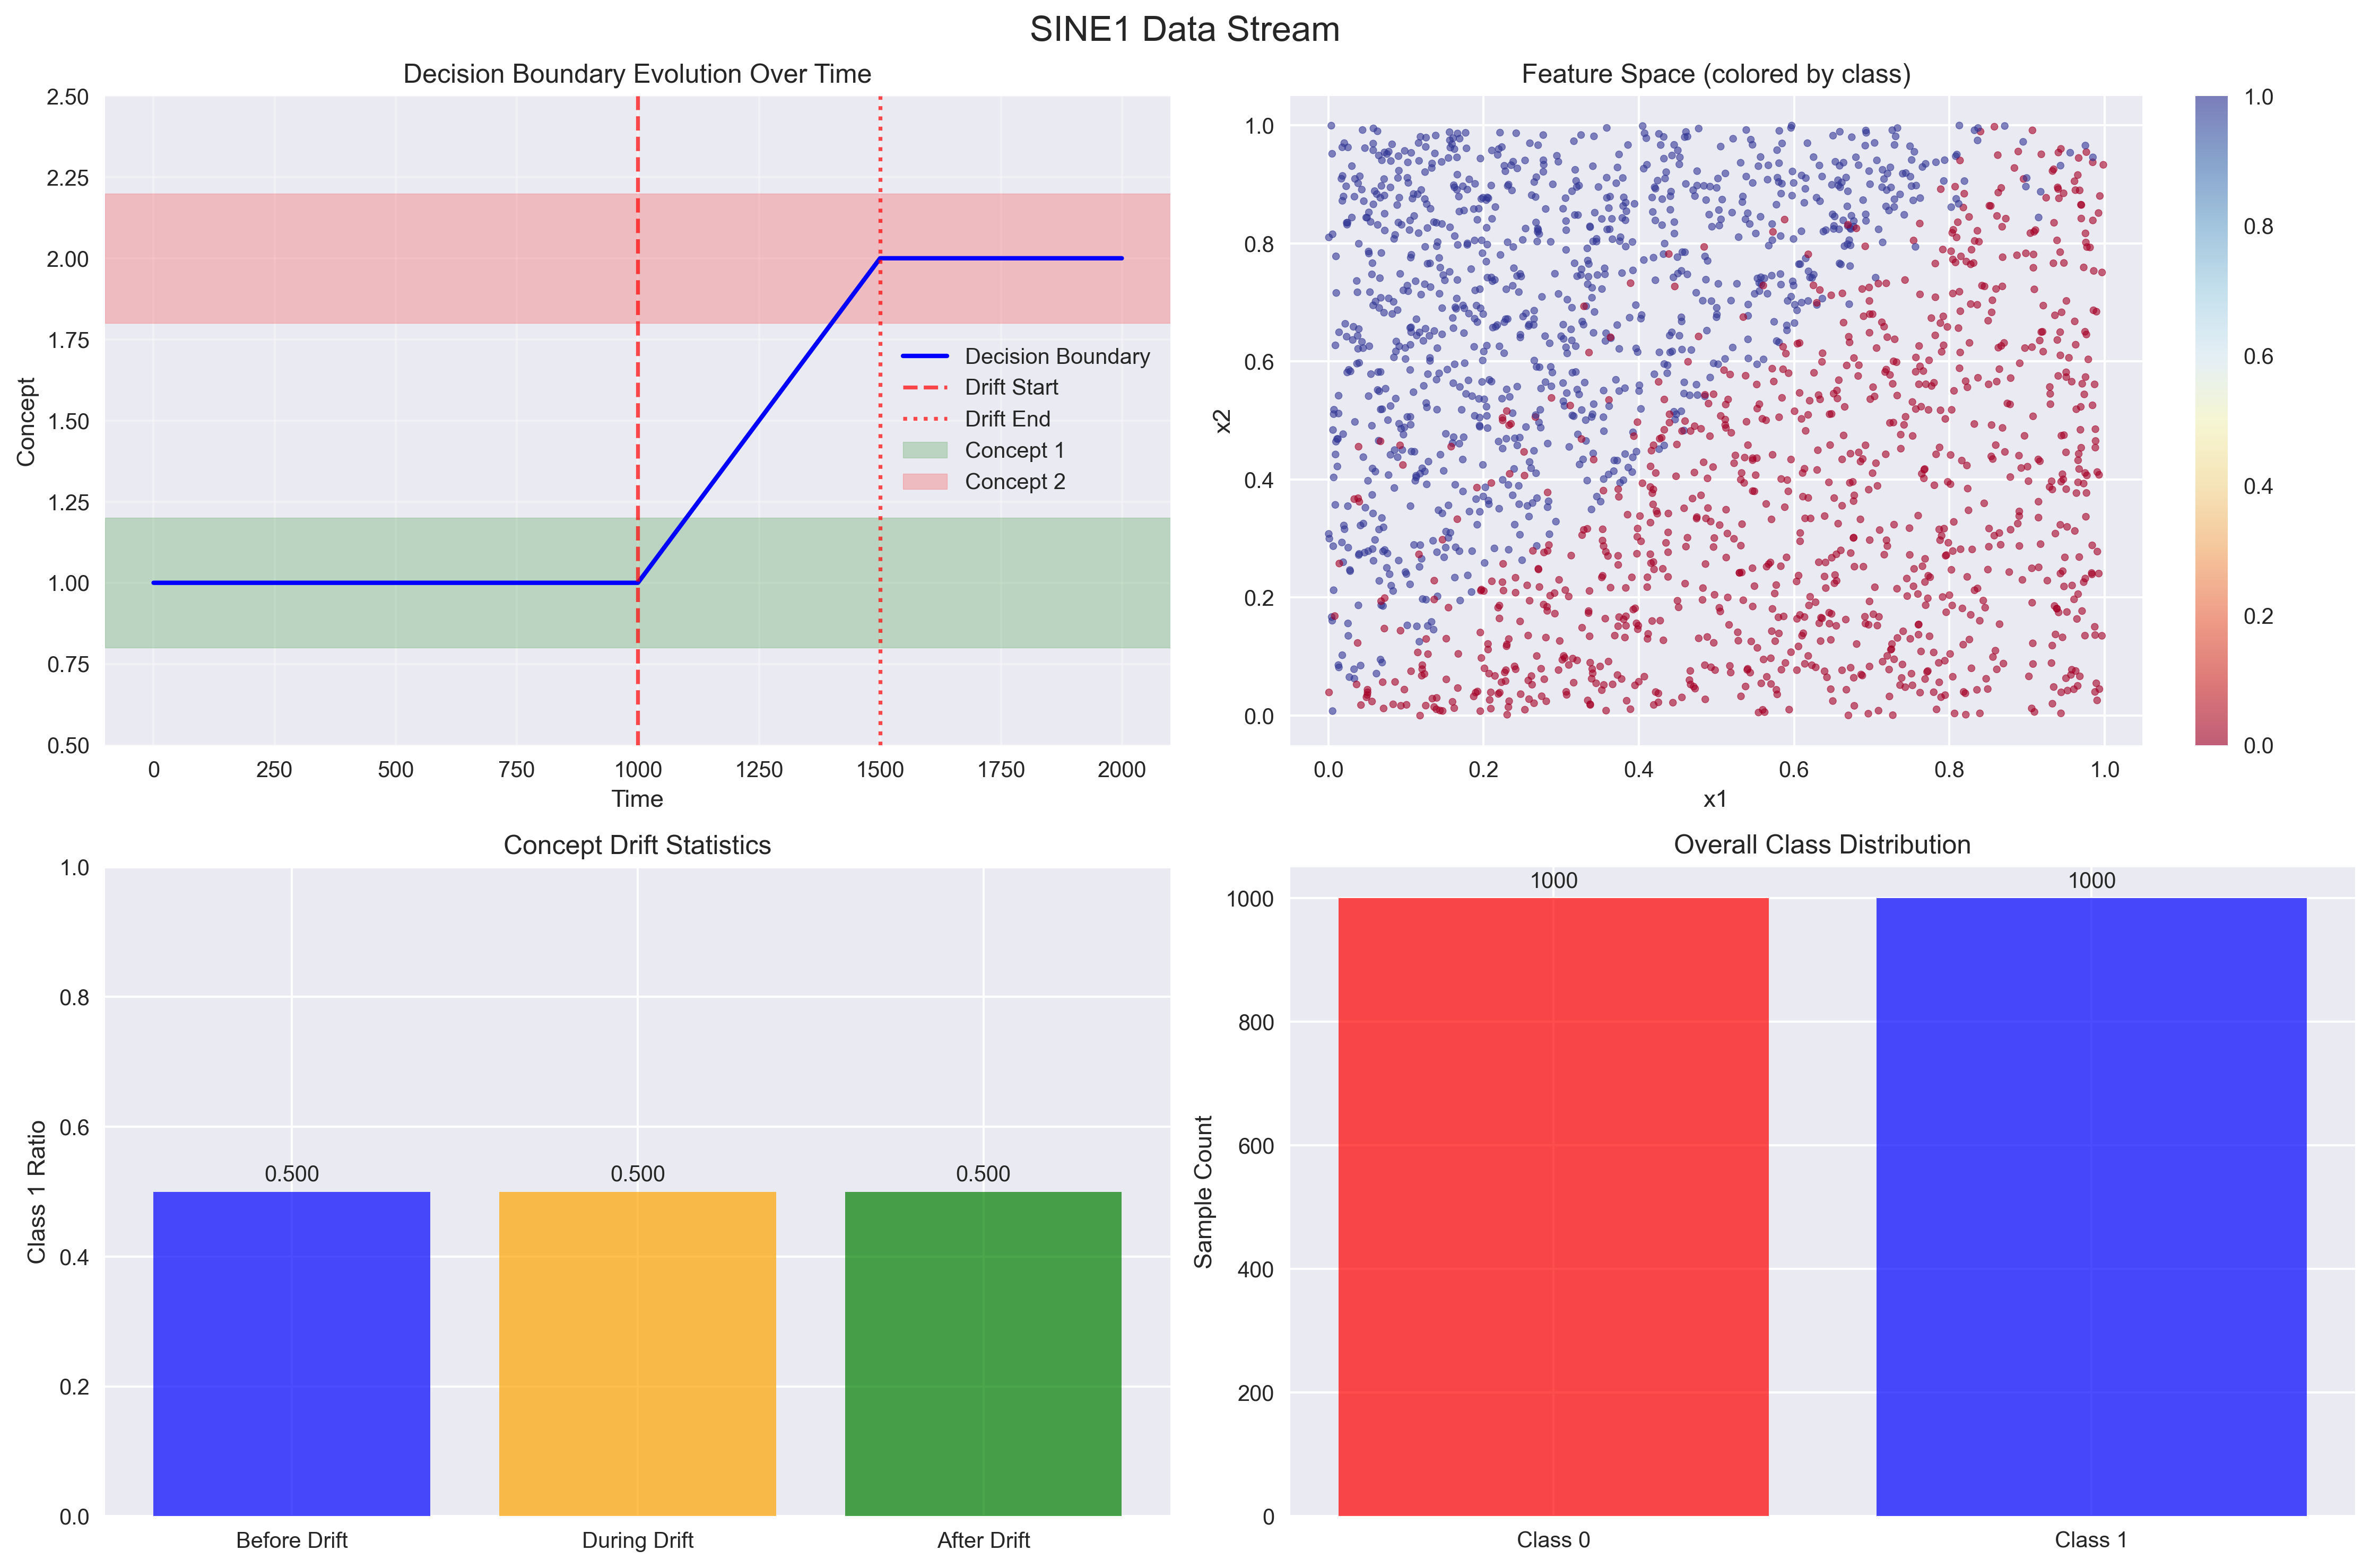 SINE1 Data Stream
Decision Boundary Evolution Over Time
2.50
2.25
2.00
1.75
1.50
1.25
1.00
0.75
0.50
Concept
0
250
500
750
1000
1250
1500
1750
2000
Time
Decision Boundary
Drift Start
Drift End
Concept 1
Concept 2
Feature Space (colored by class)
1.0
0.8
0.6
0.4
0.2
0.0
x2
0.0
0.2
0.4
0.6
0.8
1.0
x1
1.0
0.8
0.6
0.4
0.2
0.0
Concept Drift Statistics
1.0
0.8
0.6
0.4
0.2
0.0
Class 1 Ratio
0.500
0.500
0.500
Before Drift
During Drift
After Drift
Overall Class Distribution
1000
800
600
400
200
0
Sample Count
1000
1000
Class 0
Class 1